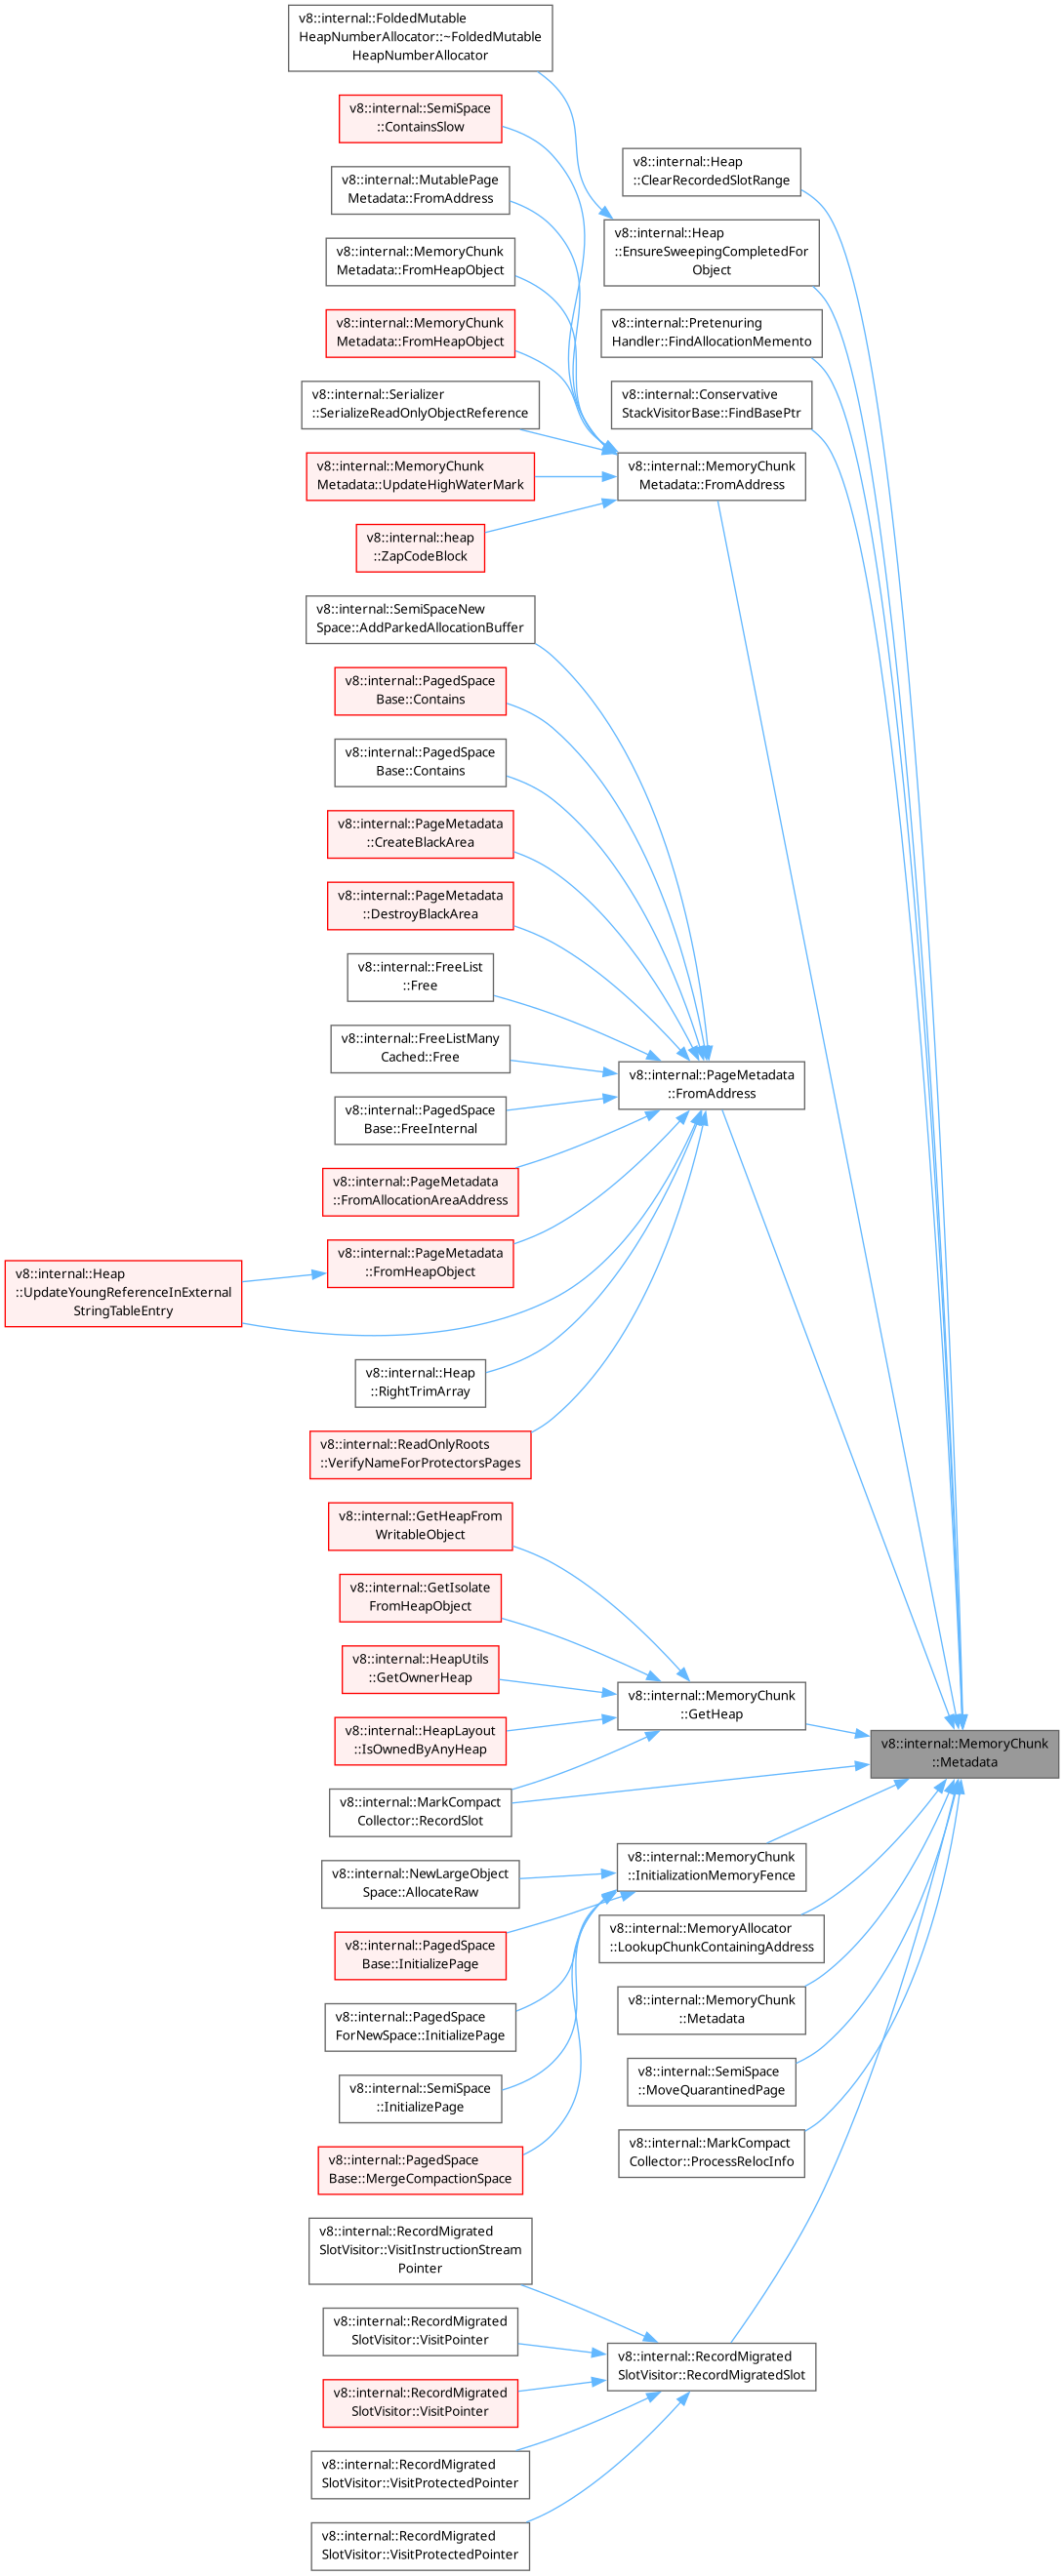 v8::internal::FoldedMutable
HeapNumberAllocator::~FoldedMutable
HeapNumberAllocator
v8::internal::SemiSpace
::ContainsSlow
v8::internal::MutablePage
Metadata::FromAddress
v8::internal::MemoryChunk
Metadata::FromHeapObject
v8::internal::MemoryChunk
Metadata::FromHeapObject
v8::internal::Serializer
::SerializeReadOnlyObjectReference
v8::internal::MemoryChunk
Metadata::UpdateHighWaterMark
v8::internal::heap
::ZapCodeBlock
v8::internal::Heap
::ClearRecordedSlotRange
v8::internal::Heap
::EnsureSweepingCompletedFor
Object
v8::internal::Pretenuring
Handler::FindAllocationMemento
v8::internal::Conservative
StackVisitorBase::FindBasePtr
v8::internal::MemoryChunk
Metadata::FromAddress
v8::internal::SemiSpaceNew
Space::AddParkedAllocationBuffer
v8::internal::PagedSpace
Base::Contains
v8::internal::PagedSpace
Base::Contains
v8::internal::PageMetadata
::CreateBlackArea
v8::internal::PageMetadata
::DestroyBlackArea
v8::internal::FreeList
::Free
v8::internal::FreeListMany
Cached::Free
v8::internal::PagedSpace
Base::FreeInternal
v8::internal::PageMetadata
::FromAllocationAreaAddress
v8::internal::PageMetadata
::FromHeapObject
v8::internal::Heap
::UpdateYoungReferenceInExternal
StringTableEntry
v8::internal::Heap
::RightTrimArray
v8::internal::ReadOnlyRoots
::VerifyNameForProtectorsPages
v8::internal::PageMetadata
::FromAddress
v8::internal::GetHeapFrom
WritableObject
v8::internal::GetIsolate
FromHeapObject
v8::internal::HeapUtils
::GetOwnerHeap
v8::internal::HeapLayout
::IsOwnedByAnyHeap
v8::internal::MarkCompact
Collector::RecordSlot
v8::internal::MemoryChunk
::GetHeap
v8::internal::MemoryChunk
::Metadata
v8::internal::NewLargeObject
Space::AllocateRaw
v8::internal::PagedSpace
Base::InitializePage
v8::internal::PagedSpace
ForNewSpace::InitializePage
v8::internal::SemiSpace
::InitializePage
v8::internal::PagedSpace
Base::MergeCompactionSpace
v8::internal::MemoryChunk
::InitializationMemoryFence
v8::internal::MemoryAllocator
::LookupChunkContainingAddress
v8::internal::MemoryChunk
::Metadata
v8::internal::SemiSpace
::MoveQuarantinedPage
v8::internal::MarkCompact
Collector::ProcessRelocInfo
v8::internal::RecordMigrated
SlotVisitor::VisitInstructionStream
Pointer
v8::internal::RecordMigrated
SlotVisitor::VisitPointer
v8::internal::RecordMigrated
SlotVisitor::VisitPointer
v8::internal::RecordMigrated
SlotVisitor::VisitProtectedPointer
v8::internal::RecordMigrated
SlotVisitor::VisitProtectedPointer
v8::internal::RecordMigrated
SlotVisitor::RecordMigratedSlot